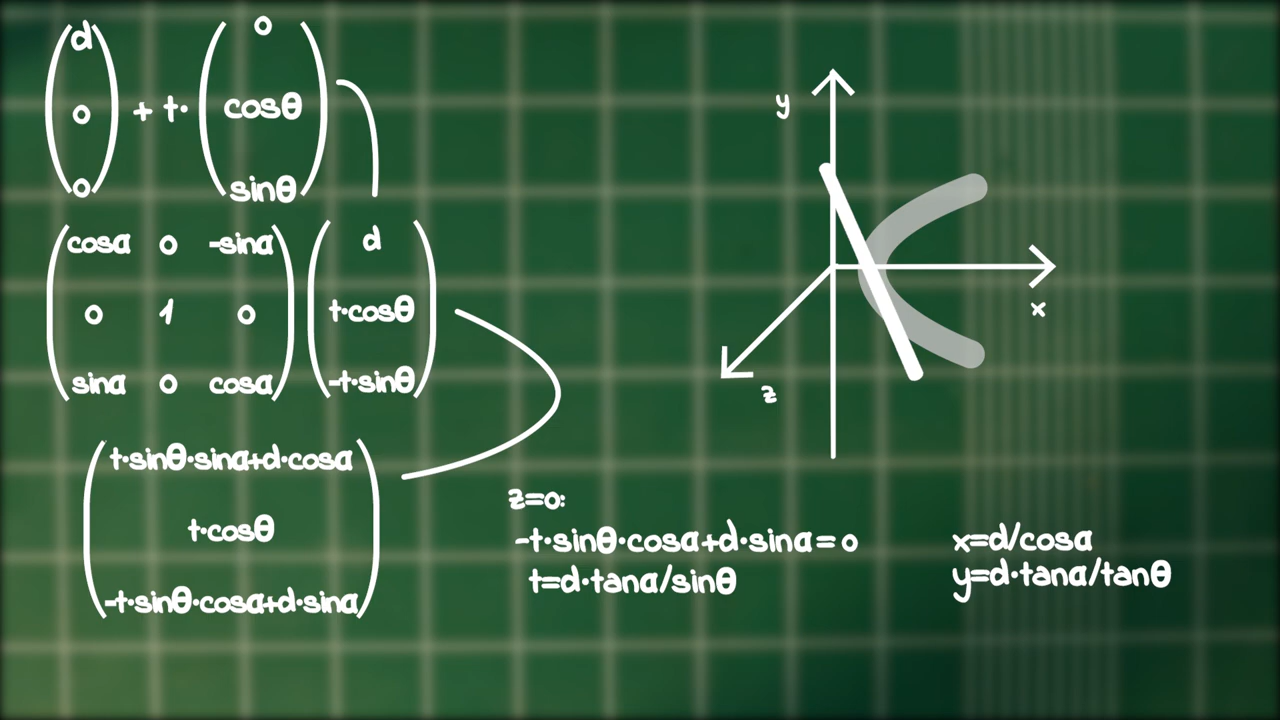 d 0
0 + t· cosθ
0 sinθ
cosa 0 -sina d
0 1 0 t·cosθ
sina 0 cosa -t·sinθ
t·sinθ·sina+d·cosa
t·cosθ
-t·sinθ·cosa+d·sina
y
x
z
z=0:
-t·sinθ·cosa+d·sina=0
t=d·tana/sinθ
x=d/cosa
y=d·tana/tanθ